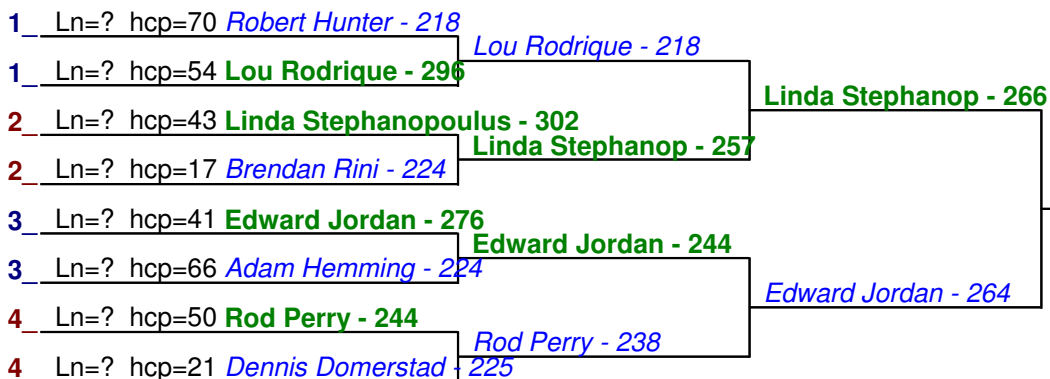 1_ Ln=? hcp=70 Robert Hunter - 218
Lou Rodrique - 218
1_ Ln=? hcp=54 Lou Rodrique - 296
Linda Stephanop - 266
2_ Ln=? hcp=43 Linda Stephanopoulus - 302
Linda Stephanop - 257
2_ Ln=? hcp=17 Brendan Rini - 224
3_ Ln=? hcp=41 Edward Jordan - 276
Edward Jordan - 244
3_ Ln=? hcp=66 Adam Hemming - 224
Edward Jordan - 264
4_ Ln=? hcp=50 Rod Perry - 244
Rod Perry - 238
4 Ln=? hcp=21 Dennis Domerstad - 225